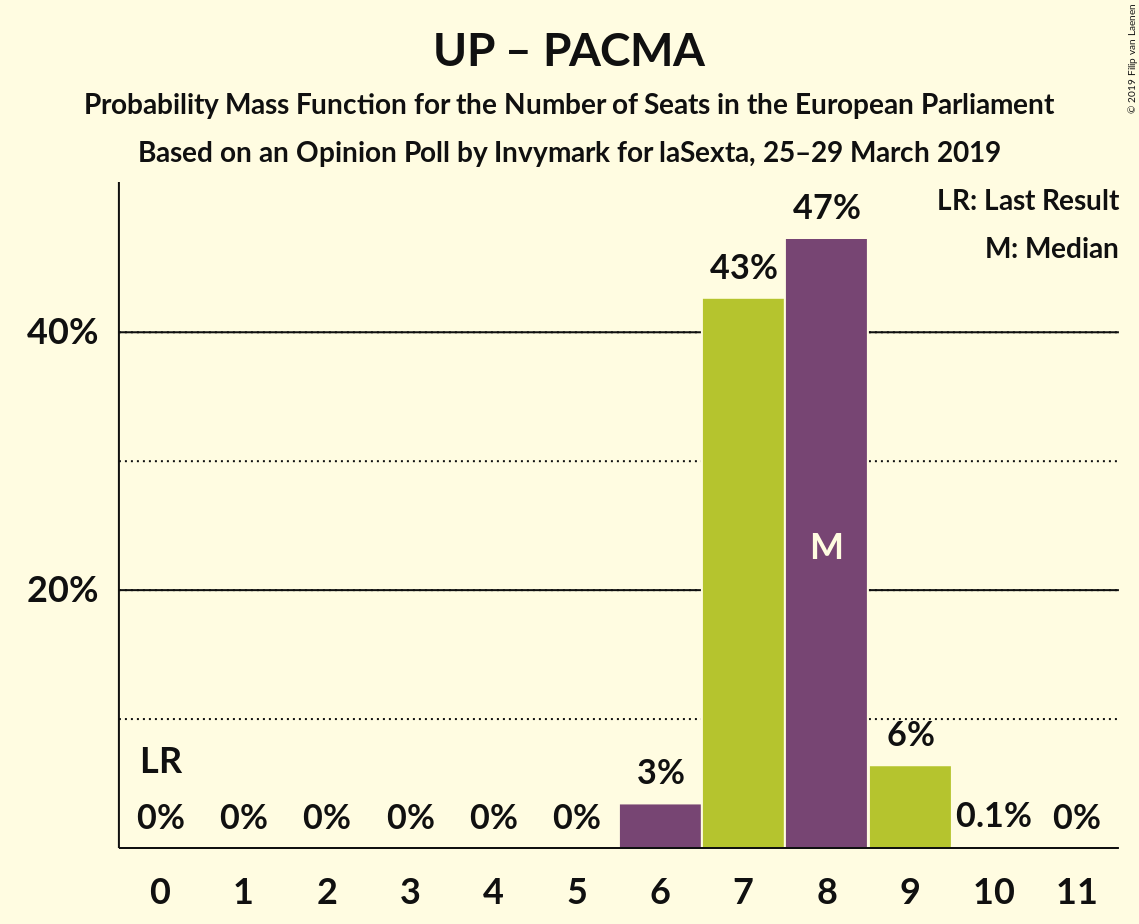 UP – PACMA
Probability Mass Function for the Number of Seats in the European Parliament
Based on an Opinion Poll by Invymark for laSexta, 25–29 March 2019
© 2019 Filip van Laenen
LR: Last Result
M: Median
40%
20%
LR
0%
0%
0%
0%
0%
0%
3%
43%
47%
M
6%
0.1%
0%
0 1 2 3 4 5 6 7 8 9 10 11